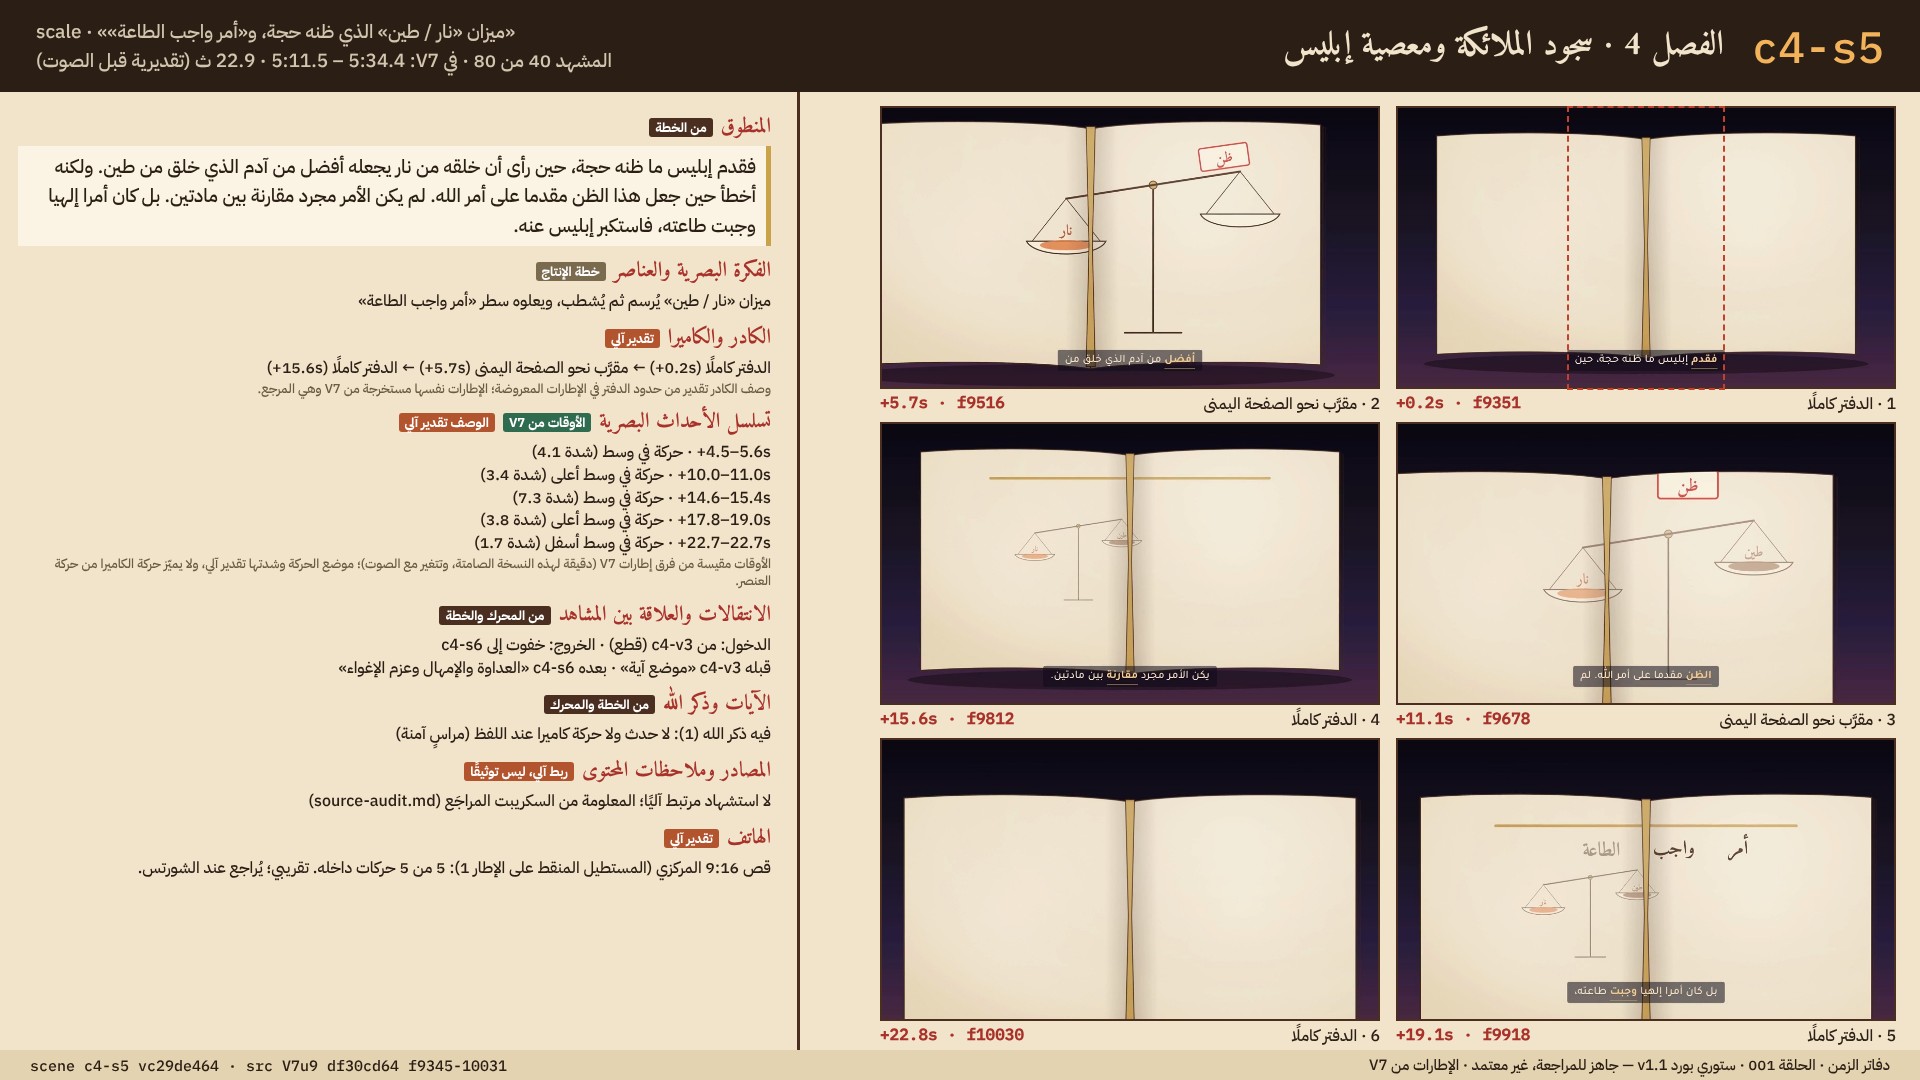 c4-s5
الفصل 4 · سجود الملائكة ومعصية إبليس
«ميزان «نار / طين» الذي ظنه حجة، و«أمر واجب الطاعة»» · scale
المشهد 40 من 80 · في V7: 5:11.5 – 5:34.4 · 22.9 ث (تقديرية قبل الصوت)
فقدم إبليس ما ظنه حجة، حين
1 · الدفتر كاملًا
+0.2s · f9351
ظن
نار
أفضل من آدم الذي خلق من
2 · مقرَّب نحو الصفحة اليمنى
+5.7s · f9516
ظن
طين
نار
الظن مقدما على أمر الله. لم
3 · مقرَّب نحو الصفحة اليمنى
+11.1s · f9678
طين
نار
يكن الأمر مجرد مقارنة بين مادتين.
4 · الدفتر كاملًا
+15.6s · f9812
أمر واجب الطاعة
طين
نار
بل كان أمرا إلهيا وجبت طاعته،
5 · الدفتر كاملًا
+19.1s · f9918
6 · الدفتر كاملًا
+22.8s · f10030
المنطوق من الخطة
فقدم إبليس ما ظنه حجة، حين رأى أن خلقه من نار يجعله أفضل من آدم الذي خلق من طين. ولكنه
أخطأ حين جعل هذا الظن مقدما على أمر الله. لم يكن الأمر مجرد مقارنة بين مادتين. بل كان أمرا إلهيا
وجبت طاعته، فاستكبر إبليس عنه.
الفكرة البصرية والعناصر خطة الإنتاج
ميزان «نار / طين» يُرسم ثم يُشطب، ويعلوه سطر «أمر واجب الطاعة»
الكادر والكاميرا تقدير آلي
الدفتر كاملًا (+0.2s) ← مقرَّب نحو الصفحة اليمنى (+5.7s) ← الدفتر كاملًا (+15.6s)
وصف الكادر تقدير من حدود الدفتر في الإطارات المعروضة؛ الإطارات نفسها مستخرجة من V7 وهي المرجع.
تسلسل الأحداث البصرية الأوقات من V7 الوصف تقدير آلي
+4.5–5.6s · حركة في وسط (شدة 4.1)
+10.0–11.0s · حركة في وسط أعلى (شدة 3.4)
+14.6–15.4s · حركة في وسط (شدة 7.3)
+17.8–19.0s · حركة في وسط أعلى (شدة 3.8)
+22.7–22.7s · حركة في وسط أسفل (شدة 1.7)
الأوقات مقيسة من فرق إطارات V7 (دقيقة لهذه النسخة الصامتة، وتتغير مع الصوت)؛ موضع الحركة وشدتها تقدير آلي، ولا يميّز حركة الكاميرا من حركة
العنصر.
الانتقالات والعلاقة بين المشاهد من المحرك والخطة
الدخول: من c4-v3 (قطع) · الخروج: خفوت إلى c4-s6
قبله c4-v3 «موضع آية» · بعده c4-s6 «العداوة والإمهال وعزم الإغواء»
الآيات وذكر الله من الخطة والمحرك
فيه ذكر الله (1): لا حدث ولا حركة كاميرا عند اللفظ (مراسٍ آمنة)
المصادر وملاحظات المحتوى ربط آلي، ليس توثيقًا
لا استشهاد مرتبط آليًا؛ المعلومة من السكريبت المراجَع (source-audit.md)
الهاتف تقدير آلي
قص 9:16 المركزي (المستطيل المنقط على الإطار 1): 5 من 5 حركات داخله. تقريبي؛ يُراجع عند الشورتس.
دفاتر الزمن · الحلقة 001 · ستوري بورد v1.1 — جاهز للمراجعة، غير معتمد · الإطارات من V7
scene c4-s5 vc29de464 · src V7u9 df30cd64 f9345-10031